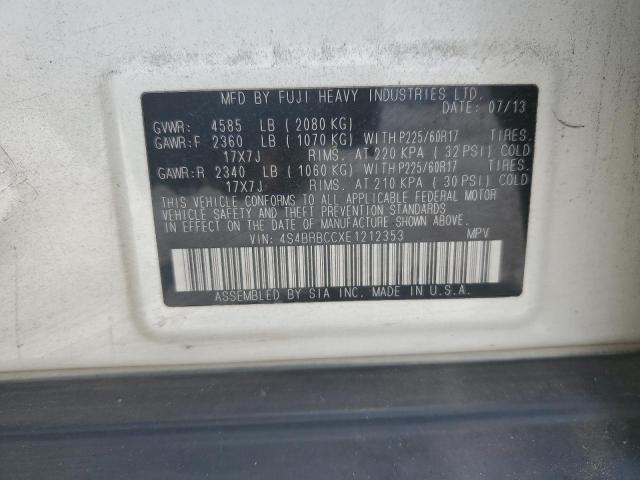 MFD BY FUJI HEAVY INDUSTRIES LTD.
DATE: 07/13
GVWR: 4585 LB ( 2080 KG)
GAWR:F 2360 LB ( 1070 KG) WITH P225/60R17 TIRES.
17X7J RIMS. AT 220 KPA ( 32 PSI) COLD
GAWR:R 2340 LB ( 1060 KG) WITH P225/60R17 TIRES.
17X7J RIMS. AT 210 KPA ( 30 PSI) COLD
THIS VEHICLE CONFORMS TO ALL APPLICABLE FEDERAL MOTOR
VEHICLE SAFETY AND THEFT PREVENTION STANDARDS
IN EFFECT ON THE DATE OF MANUFACTURE SHOWN ABOVE.
VIN: 4S4BRBCCXE1212353 MPV
ASSEMBLED BY SIA INC. MADE IN U.S.A.